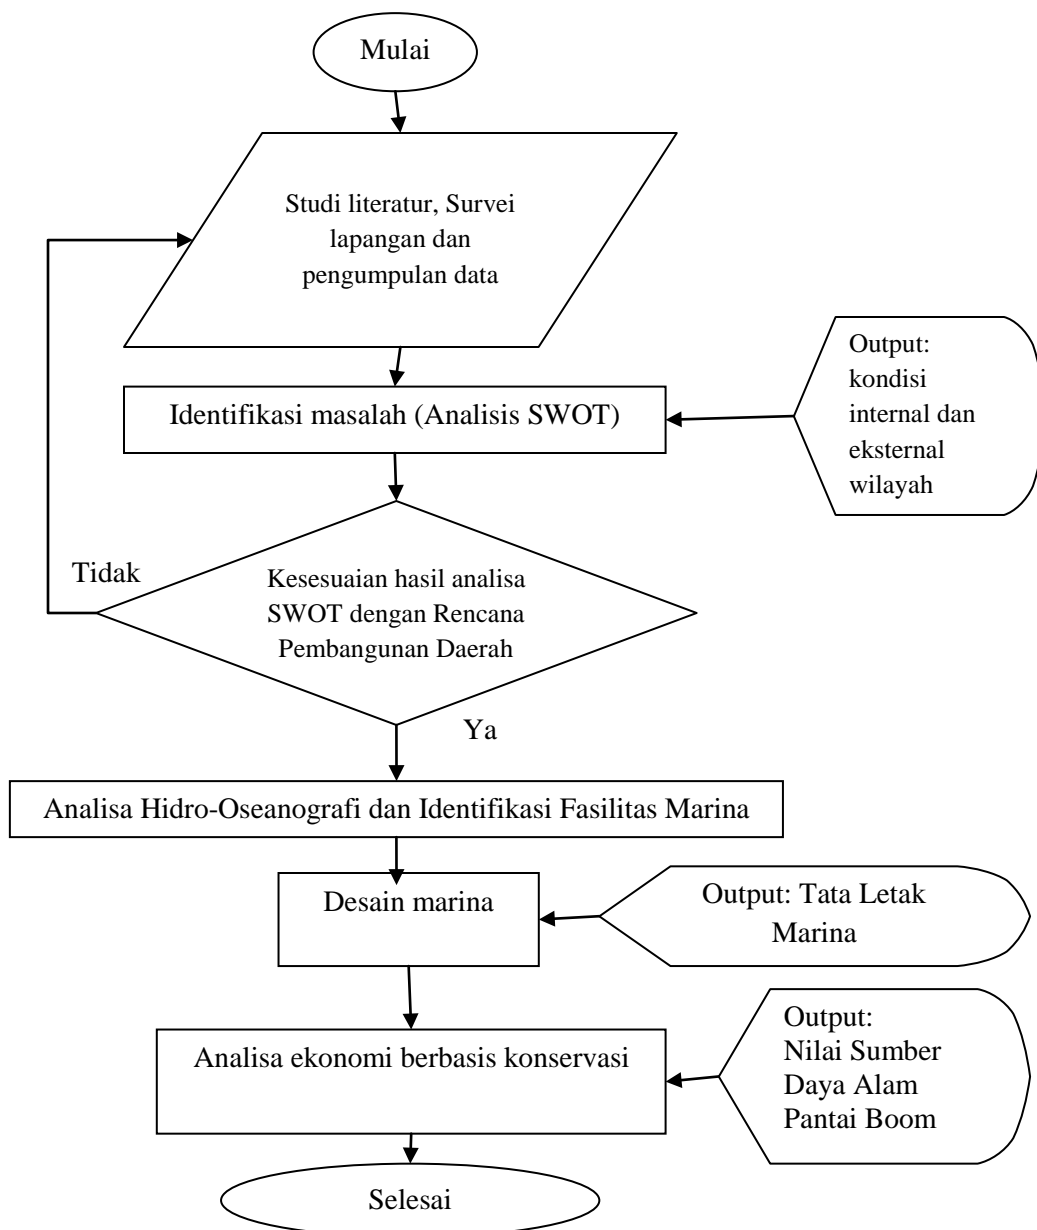 Mulai
Studi literatur, Survei
lapangan dan
pengumpulan data
Output:
kondisi
internal dan
eksternal
wilayah
Identifikasi masalah (Analisis SWOT)
Tidak
Kesesuaian hasil analisa
SWOT dengan Rencana
Pembangunan Daerah
Ya
Analisa Hidro-Oseanografi dan Identifikasi Fasilitas Marina
Desain marina
Output: Tata Letak
Marina
Output:
Nilai Sumber
Daya Alam
Pantai Boom
Analisa ekonomi berbasis konservasi
Selesai